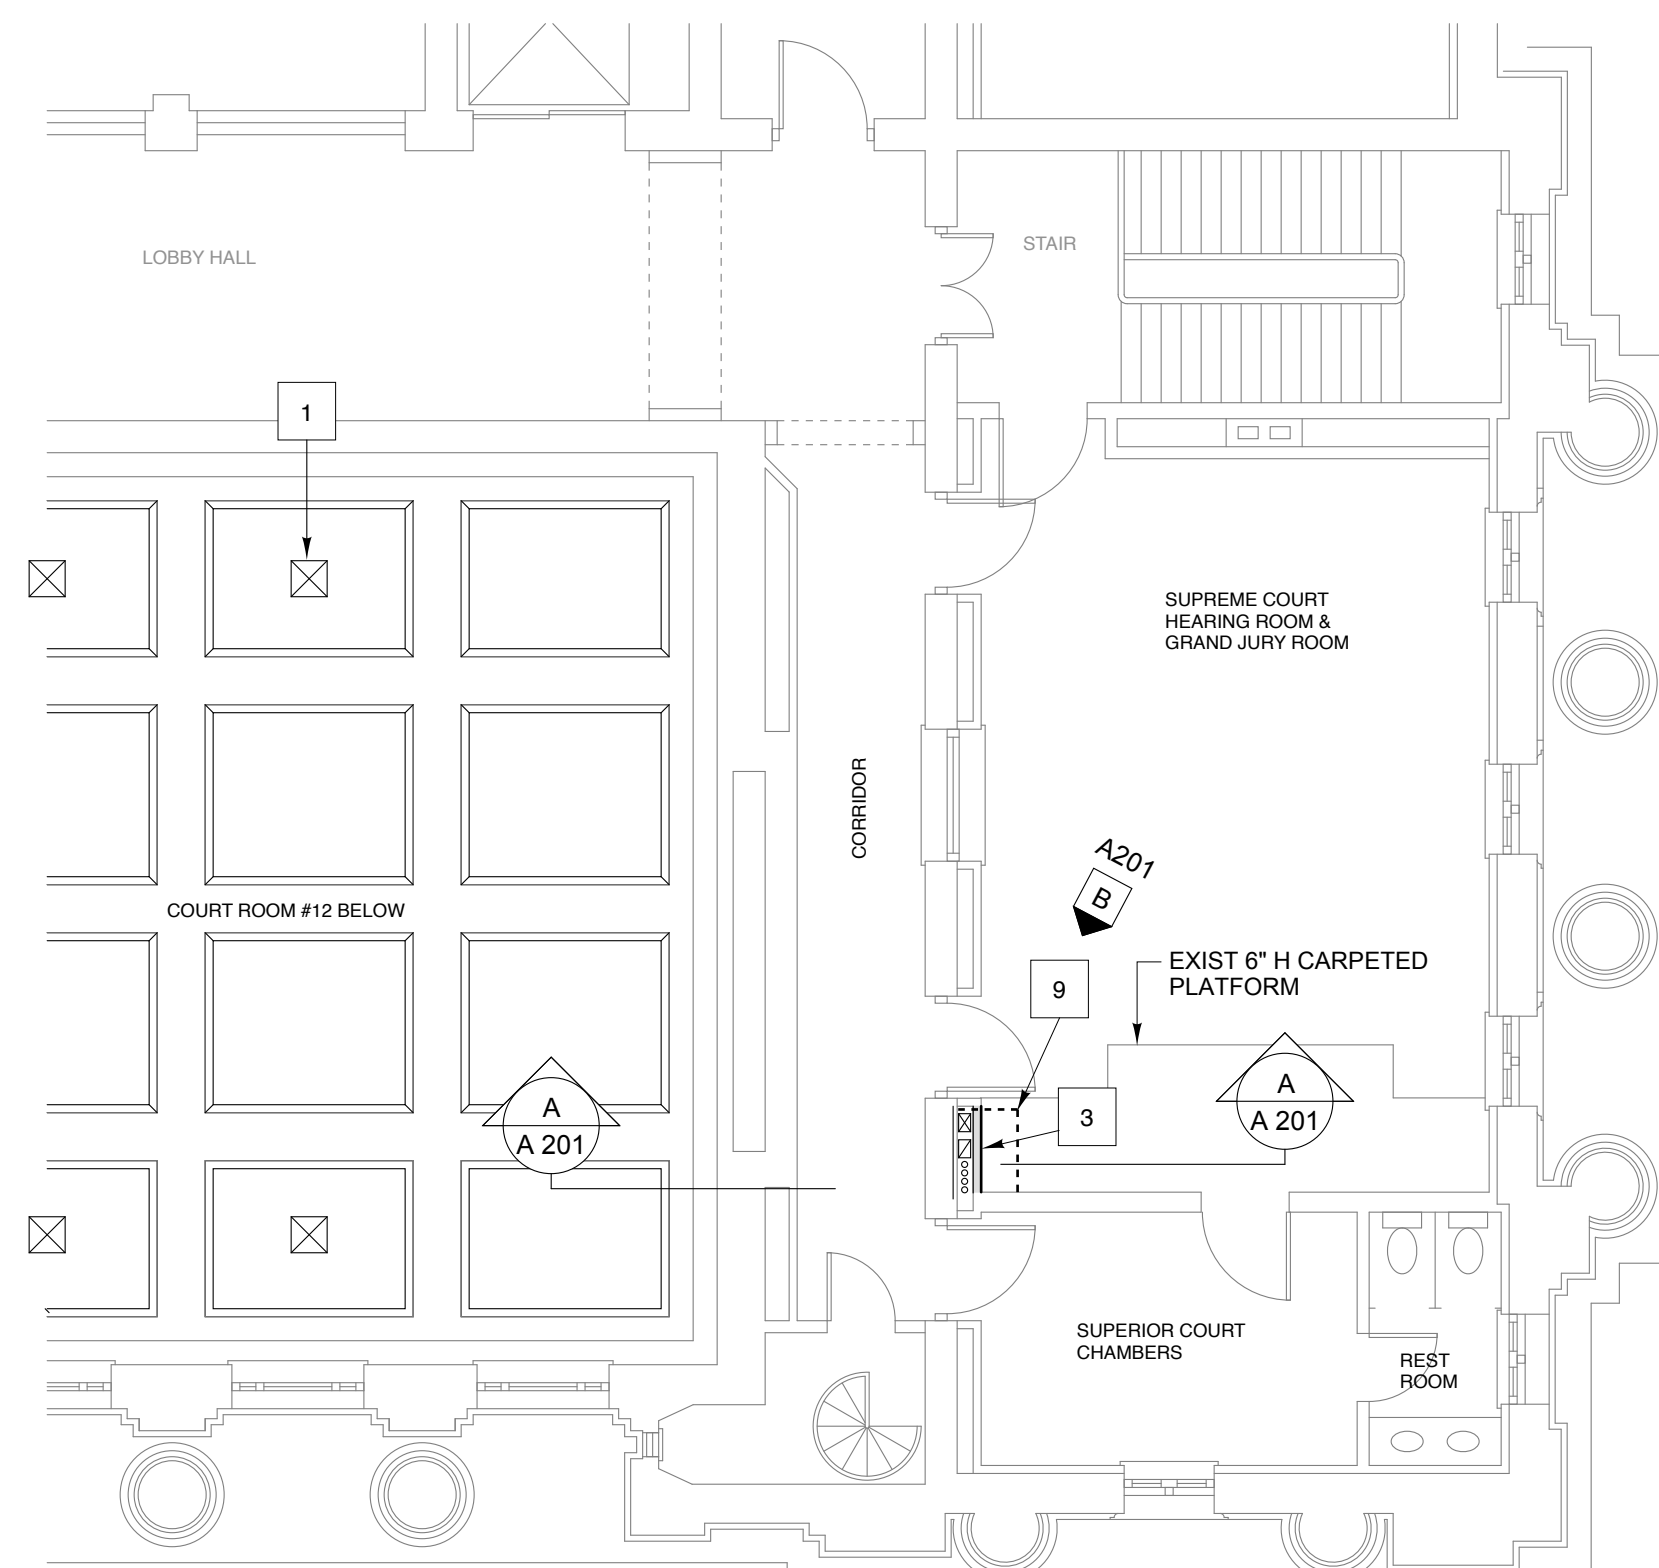 LOBBY HALL
STAIR
1
SUPREME COURT
HEARING ROOM &
GRAND JURY ROOM
CORRIDOR
A201
B
COURT ROOM #12 BELOW
EXIST 6" H CARPETED
PLATFORM
9
A
A 201
3
A
A 201
SUPERIOR COURT
CHAMBERS
REST
ROOM